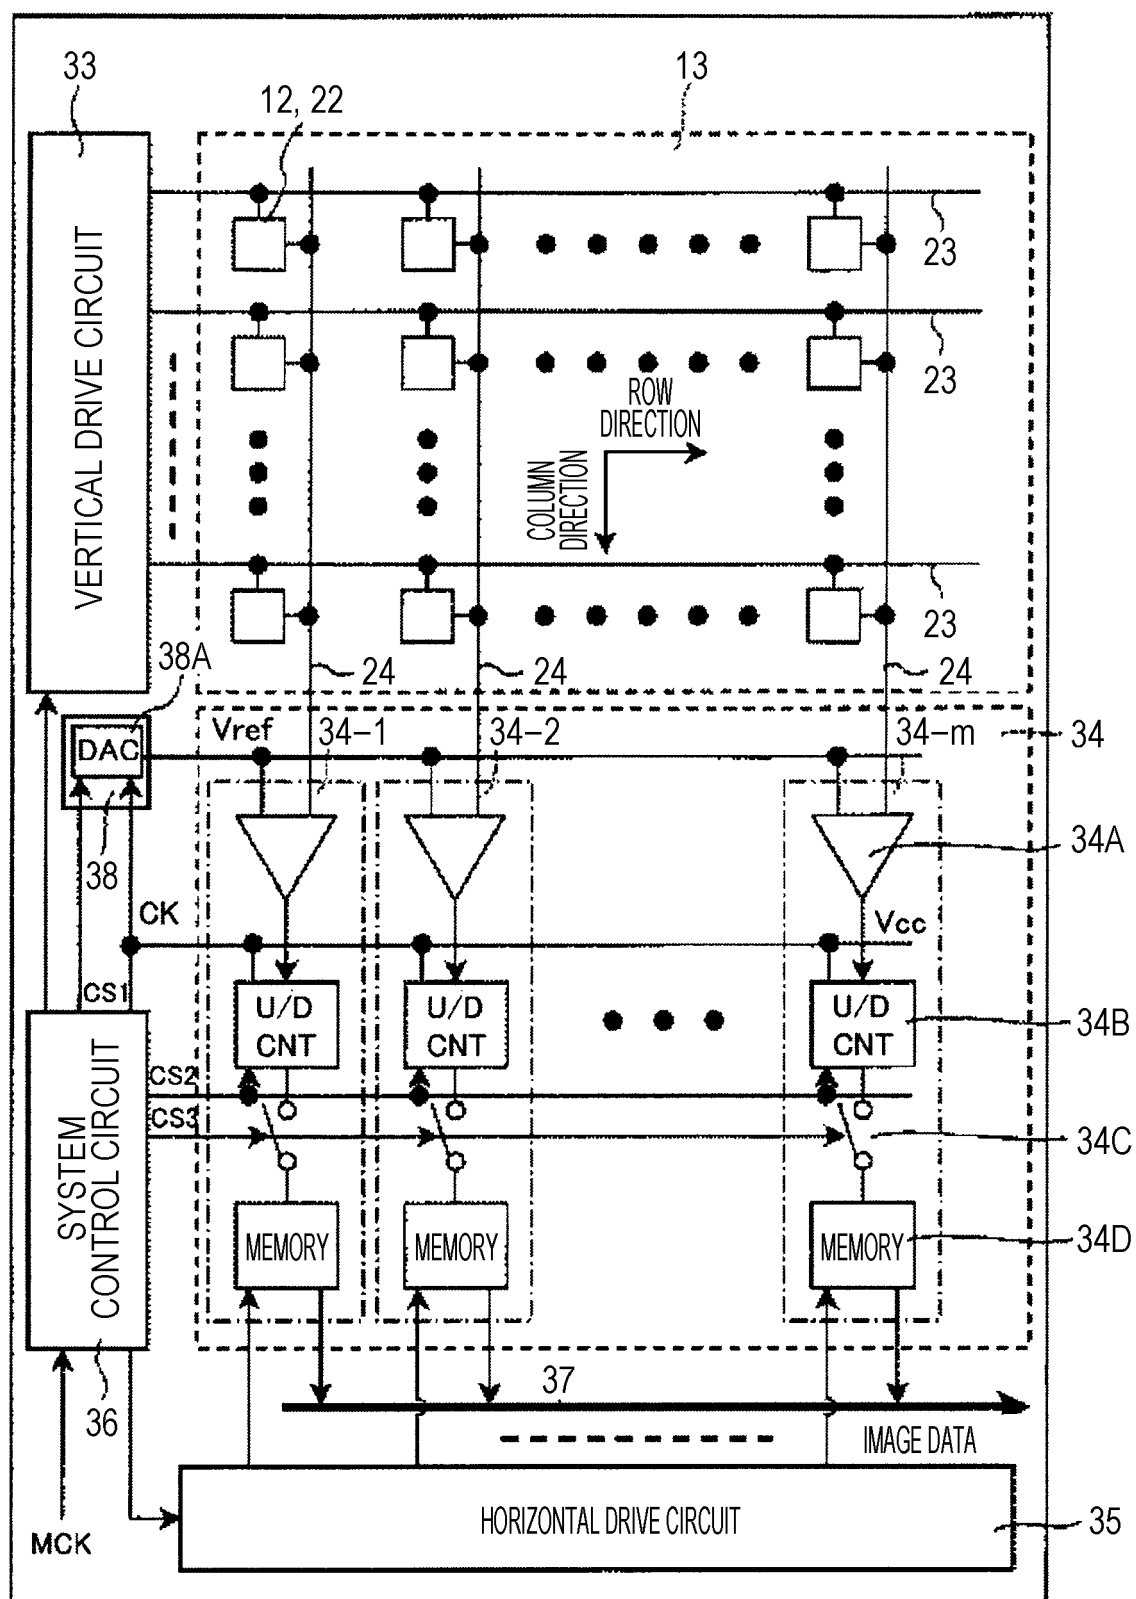 33
13
12, 22
VERTICAL DRIVE CIRCUIT
23
23
ROW
DIRECTION
COLUMN
DIRECTION
23
38A
24
24
24
DAC
Vref
34-1
34-2
34-m
34
38
34A
CK
Vcc
CS1
U/D
CNT
U/D
CNT
U/D
CNT
34B
SYSTEM
CONTROL CIRCUIT
CS2
CS3
34C
MEMORY
MEMORY
MEMORY
34D
36
37
IMAGE DATA
MCK
HORIZONTAL DRIVE CIRCUIT
35